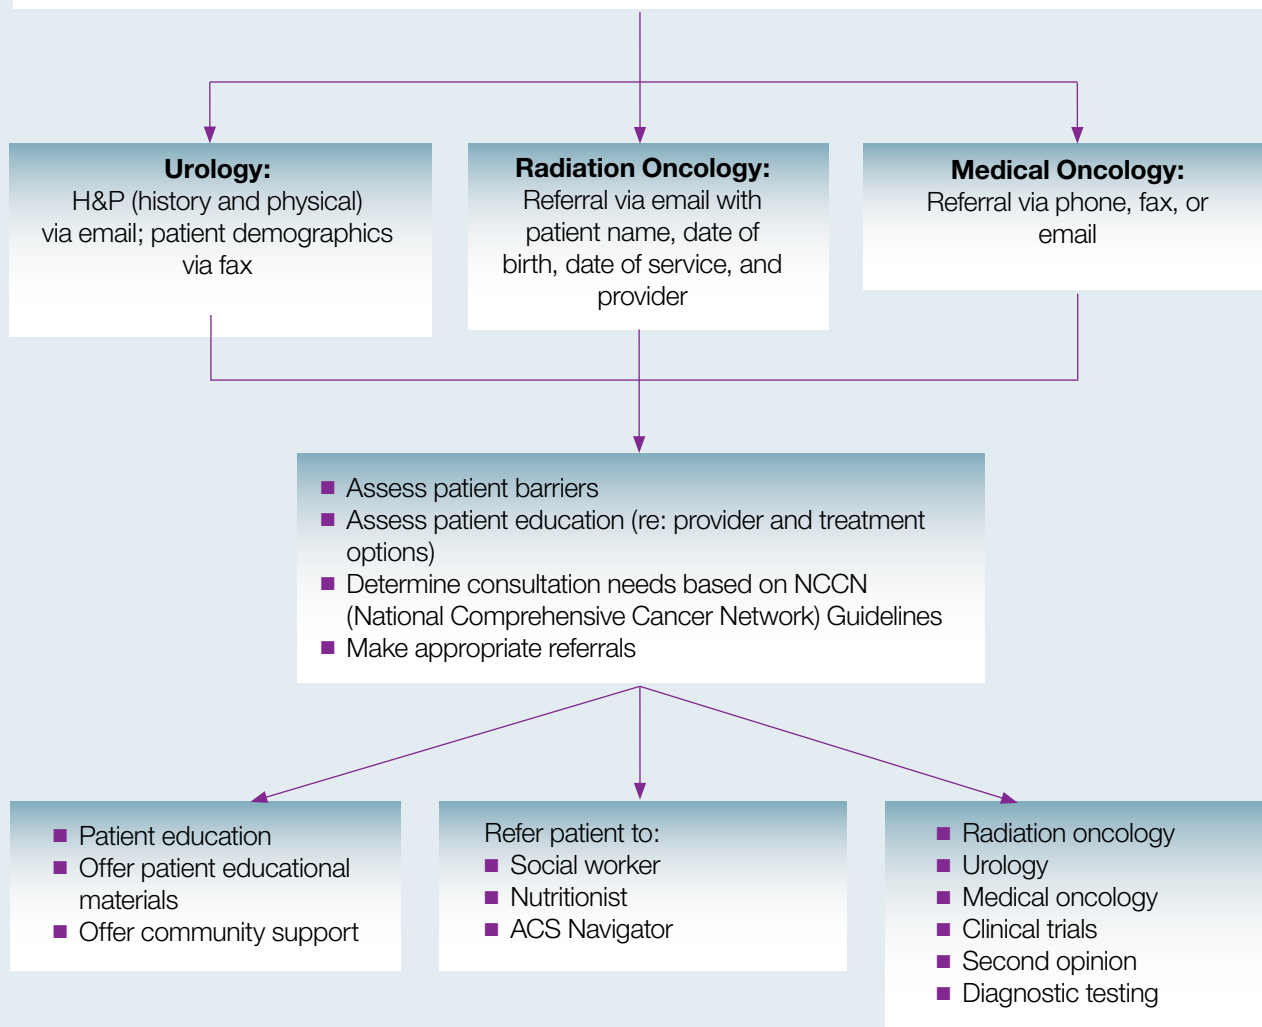 Urology:
H&P (history and physical)
via email; patient demographics
via fax
Radiation Oncology:
Referral via email with
patient name, date of
birth, date of service, and
provider
Medical Oncology:
Referral via phone, fax, or
email
■ Assess patient barriers
■ Assess patient education (re: provider and treatment
options)
■ Determine consultation needs based on NCCN
(National Comprehensive Cancer Network) Guidelines
■ Make appropriate referrals
■ Patient education
■ Offer patient educational
materials
■ Offer community support
Refer patient to:
■ Social worker
■ Nutritionist
■ ACS Navigator
■ Radiation oncology
■ Urology
■ Medical oncology
■ Clinical trials
■ Second opinion
■ Diagnostic testing